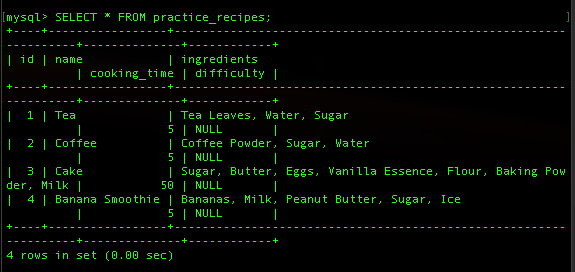 [mysql> SELECT * FROM practice_recipes; ]
+----+-----------------+---------------------------------------------------
-------+--------------+------------+
| id | name            | ingredients
       | cooking_time | difficulty |
+----+-----------------+---------------------------------------------------
-------+--------------+------------+
|  1 | Tea             | Tea Leaves, Water, Sugar
       |            5 | NULL       |
|  2 | Coffee          | Coffee Powder, Sugar, Water
       |            5 | NULL       |
|  3 | Cake            | Sugar, Butter, Eggs, Vanilla Essence, Flour, Baking Pow
der, Milk |           50 | NULL       |
|  4 | Banana Smoothie | Bananas, Milk, Peanut Butter, Sugar, Ice
       |            5 | NULL       |
+----+-----------------+---------------------------------------------------
-------+--------------+------------+
4 rows in set (0.00 sec)